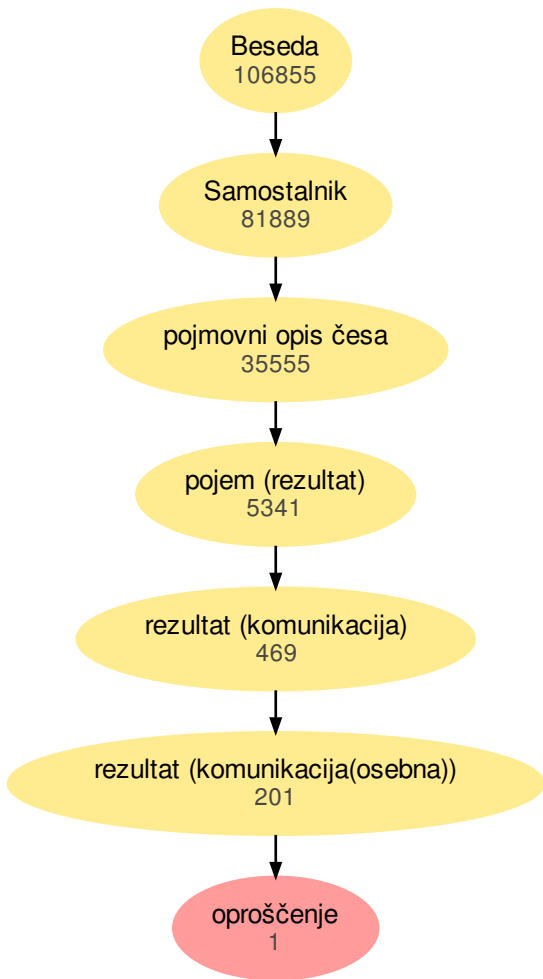 Beseda
106855
Samostalnik
81889
pojmovni opis česa
35555
pojem (rezultat)
5341
rezultat (komunikacija)
469
rezultat (komunikacija(osebna))
201
oproščenje
1